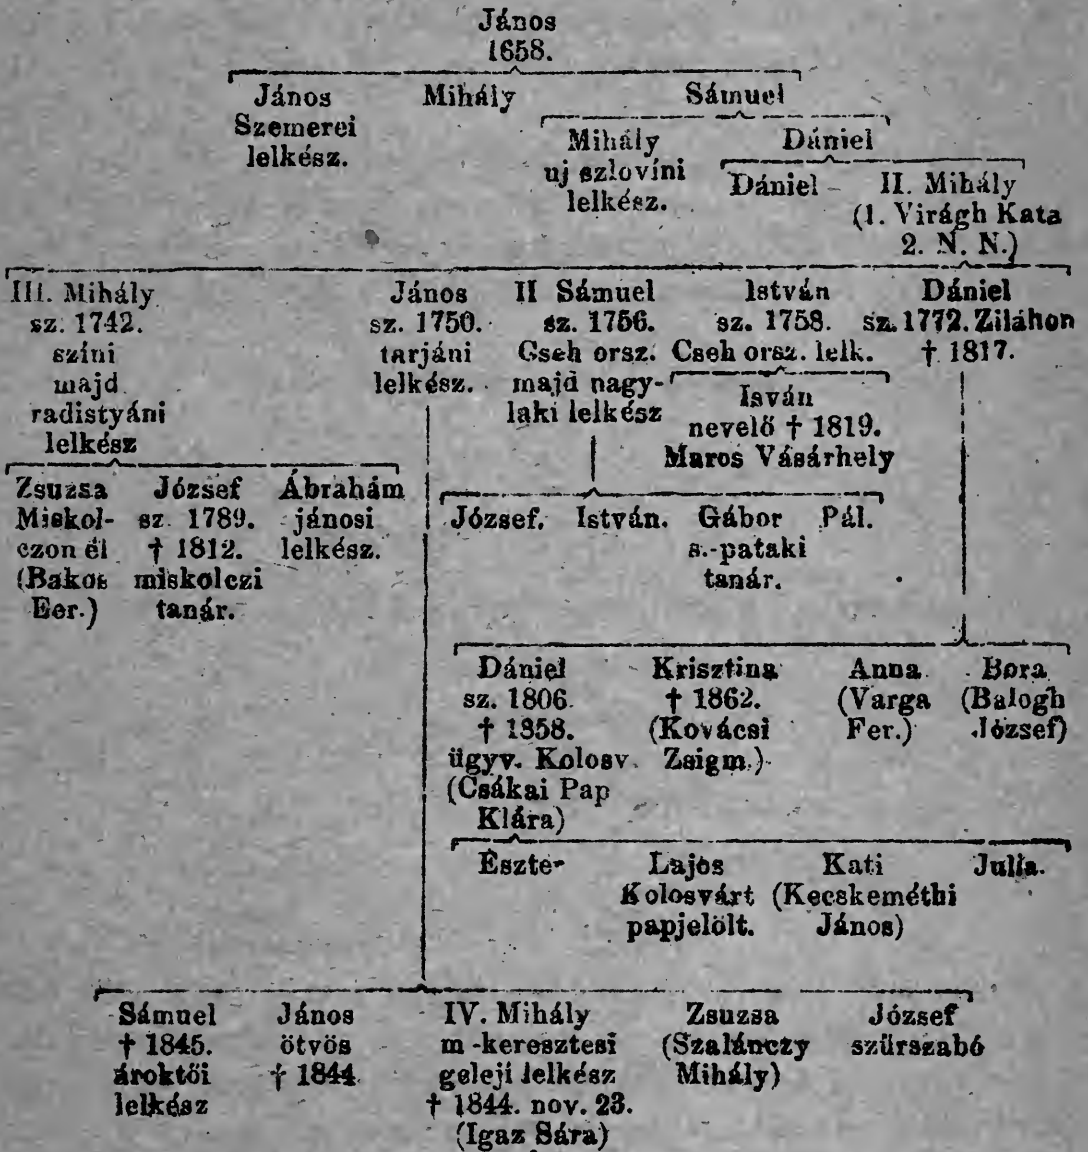 János
1658.
János Mihály Sámuel
Szemerei
lelkész.
Mihály Dániel
uj szlovíni
lelkész.
Dániel II. Mihály
(1. Virágh Kata
2. N. N.)
III. Mihály János II Sámuel István Dániel
sz. 1742. sz. 1750. sz. 1756. sz. 1758. sz. 1772. Ziláhon
színi tarjáni Cseh orsz. Cseh orsz. lelk. † 1817.
majd lelkész. majd nagy-
radistyáni laki lelkész
lelkész
Isván
nevelő † 1819.
Maros Vásárhely
Zsuzsa József Ábrahám
Miskol- sz. 1789. jánosi
czon él † 1812. lelkész.
(Bakos miskolczi
Eer.) tanár.
József. István. Gábor Pál.
s.-pataki
tanár.
Dániel Krisztina Anna Bora
sz. 1806. † 1862. (Varga (Balogh
† 1358. (Kovácsi Fer.) József)
ügyv. Kolosv. Zsigm.)
(Csákai Pap
Klára)
Eszte Lajos Kati Julia.
Kolosvárt (Kecskeméthi
papjelölt. János)
Sámuel János IV. Mihály Zsuzsa József
† 1845. ötvös m-keresztesi (Szalánczy szürszabó
ároktői † 1844 geleji lelkész Mihály)
lelkész † 1844. nov. 23.
(Igaz Sára)